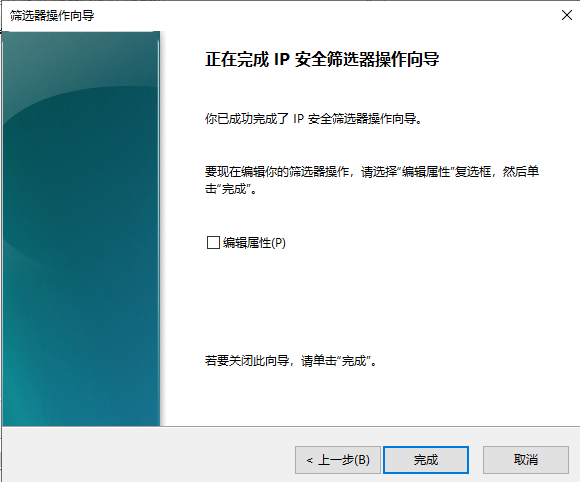 筛选器操作向导
正在完成 IP 安全筛选器操作向导
你已成功完成了 IP 安全筛选器操作向导。
要现在编辑你的筛选器操作，请选择“编辑属性”复选框，然后单
击“完成”。
编辑属性(P)
若要关闭此向导，请单击“完成”。
< 上一步(B)
完成
取消